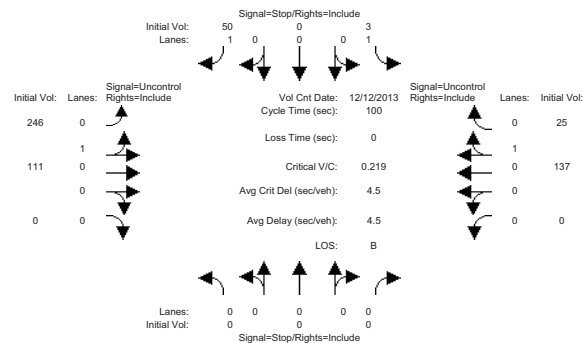 Signal=Stop/Rights=Include
Initial Vol: 50 0 3
Lanes: 1 0 0 0 1
Signal=Uncontrol Signal=Uncontrol
Initial Vol: Lanes: Rights=Include Vol Cnt Date: 12/12/2013 Rights=Include Lanes: Initial Vol:
Cycle Time (sec): 100
246 0 0 25
Loss Time (sec): 0
1 1
111 0 Critical V/C: 0.219 0 137
0 Avg Crit Del (sec/veh): 4.5 0
0 0 Avg Delay (sec/veh): 4.5 0 0
LOS: B
Lanes: 0 0 0 0 0
Initial Vol: 0 0 0
Signal=Stop/Rights=Include